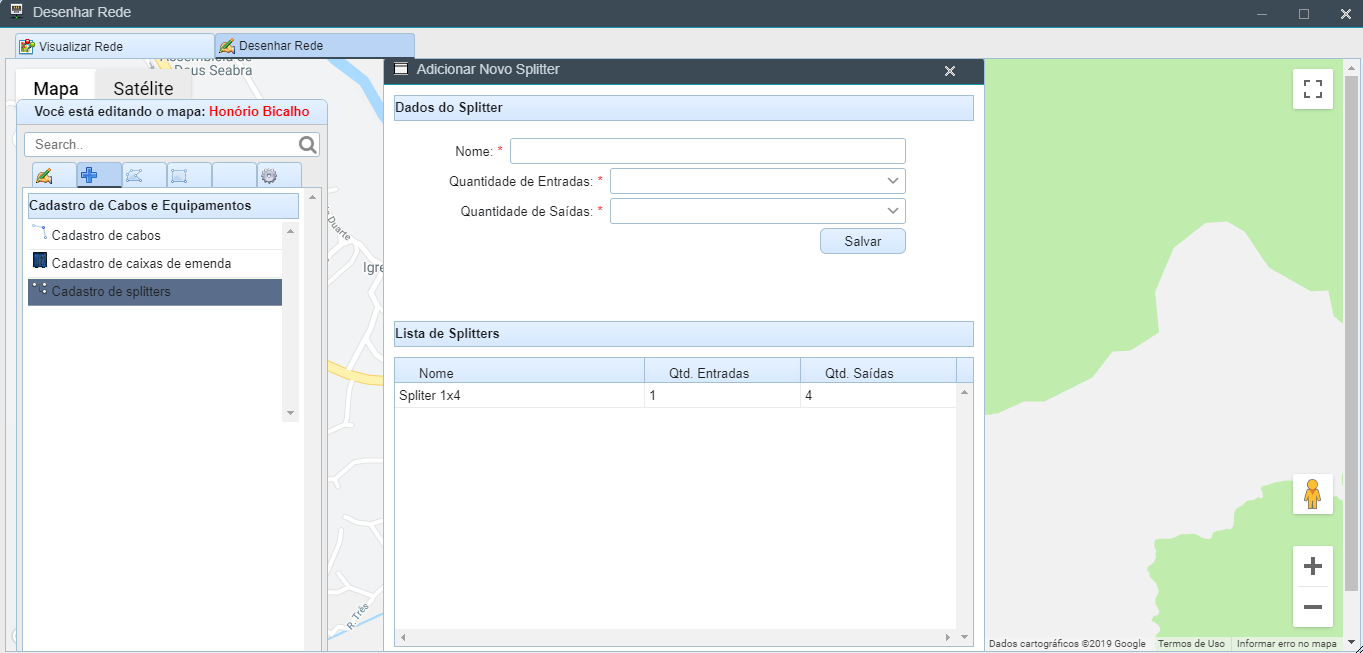 Desenhar Rede
Visualizar Rede
Desenhar Rede
Deus Seabra
Mapa
Satélite
Você está editando o mapa: Honório Bicalho
Search..
Cadastro de Cabos e Equipamentos
Cadastro de cabos
Cadastro de caixas de emenda
Cadastro de splitters
Duarte
Igre
R. Três
Adicionar Novo Splitter
Dados do Splitter
Nome: *
Quantidade de Entradas: *
Quantidade de Saídas: *
Salvar
Lista de Splitters
Nome Qtd. Entradas Qtd. Saídas
Spliter 1x4 1 4
Dados cartográficos ©2019 Google Termos de Uso Informar erro no mapa